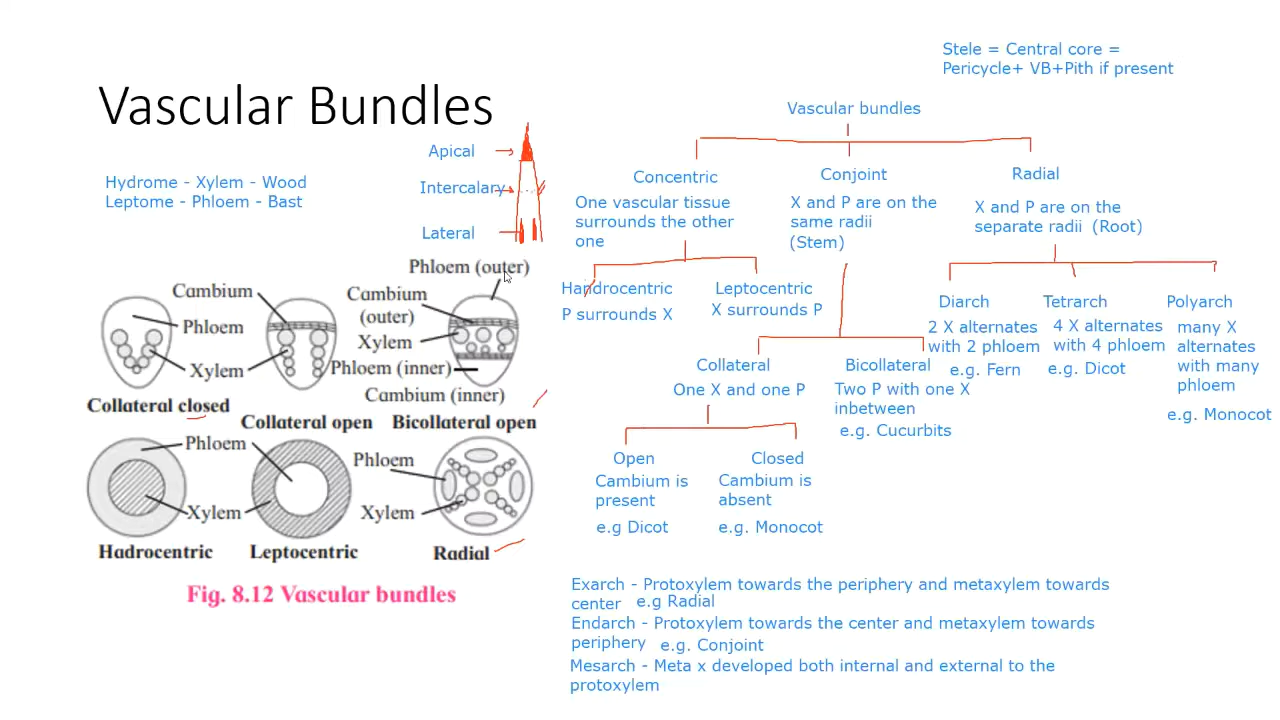 Stele = Central core =
Pericycle+ VB+Pith if present
Vascular Bundles
Hydrome - Xylem - Wood
Leptome - Phloem - Bast
Apical
Intercalary
Lateral
Phloem (outer)
Cambium
Phloem
Xylem
Cambium
(outer)
Xylem
Phloem (inner)
Cambium (inner)
Collateral closed
Collateral open
Bicollateral open
Phloem
Xylem
Phloem
Xylem
Hadrocentric
Leptocentric
Radial
Fig. 8.12 Vascular bundles
Vascular bundles
Concentric
One vascular tissue
surrounds the other
one
Conjoint
X and P are on the
same radii
(Stem)
Radial
X and P are on the
separate radii (Root)
Handrocentric
P surrounds X
Leptocentric
X surrounds P
Diarch
2 X alternates
with 2 phloem
e.g. Fern
Tetrarch
4 X alternates
with 4 phloem
e.g. Dicot
Polyarch
many X
alternates
with many
phloem
e.g. Monocot
Collateral
One X and one P
Bicollateral
Two P with one X
inbetween
e.g. Cucurbits
Open
Cambium is
present
e.g Dicot
Closed
Cambium is
absent
e.g. Monocot
Exarch - Protoxylem towards the periphery and metaxylem towards
center e.g Radial
Endarch - Protoxylem towards the center and metaxylem towards
periphery e.g. Conjoint
Mesarch - Meta x developed both internal and external to the
protoxylem